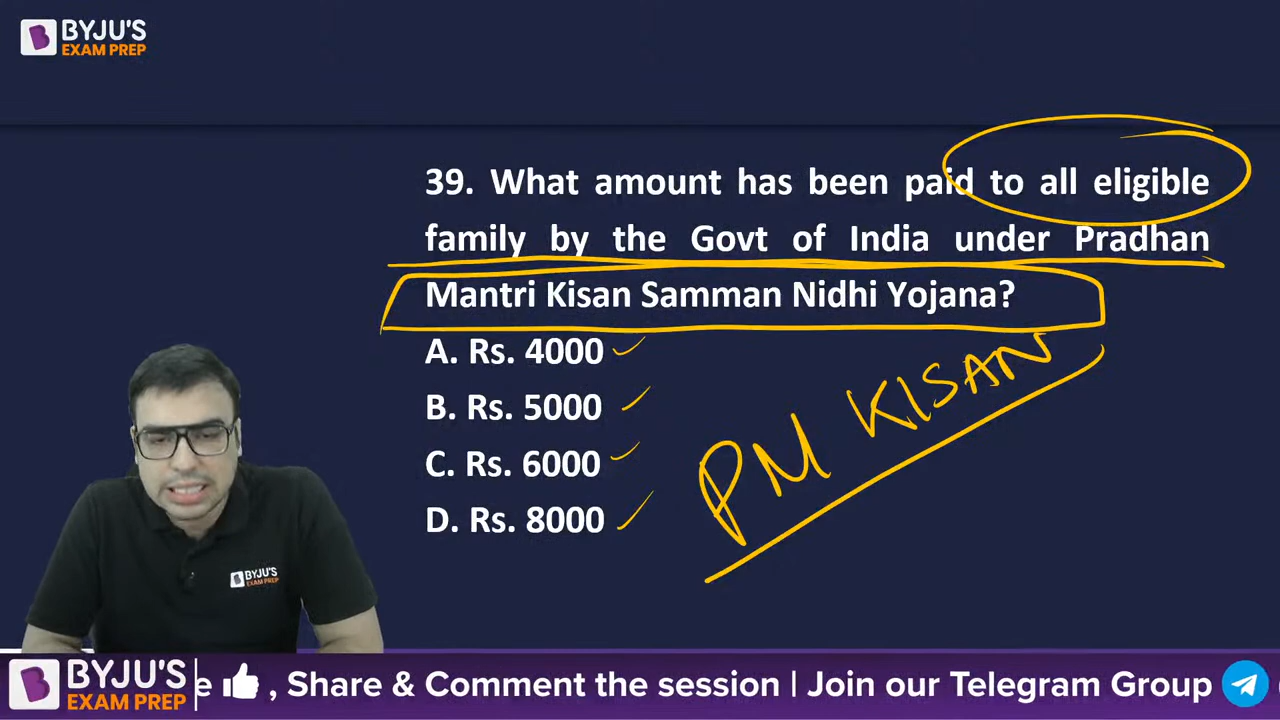 BYJU'S
EXAM PREP
39. What amount has been paid to all eligible
family by the Govt of India under Pradhan
Mantri Kisan Samman Nidhi Yojana?
A. Rs. 4000
B. Rs. 5000
C. Rs. 6000
D. Rs. 8000
PM KISAN
BYJU'S
EXAM PREP
BYJU'S
EXAM PREP
e 👍 , Share & Comment the session | Join our Telegram Group